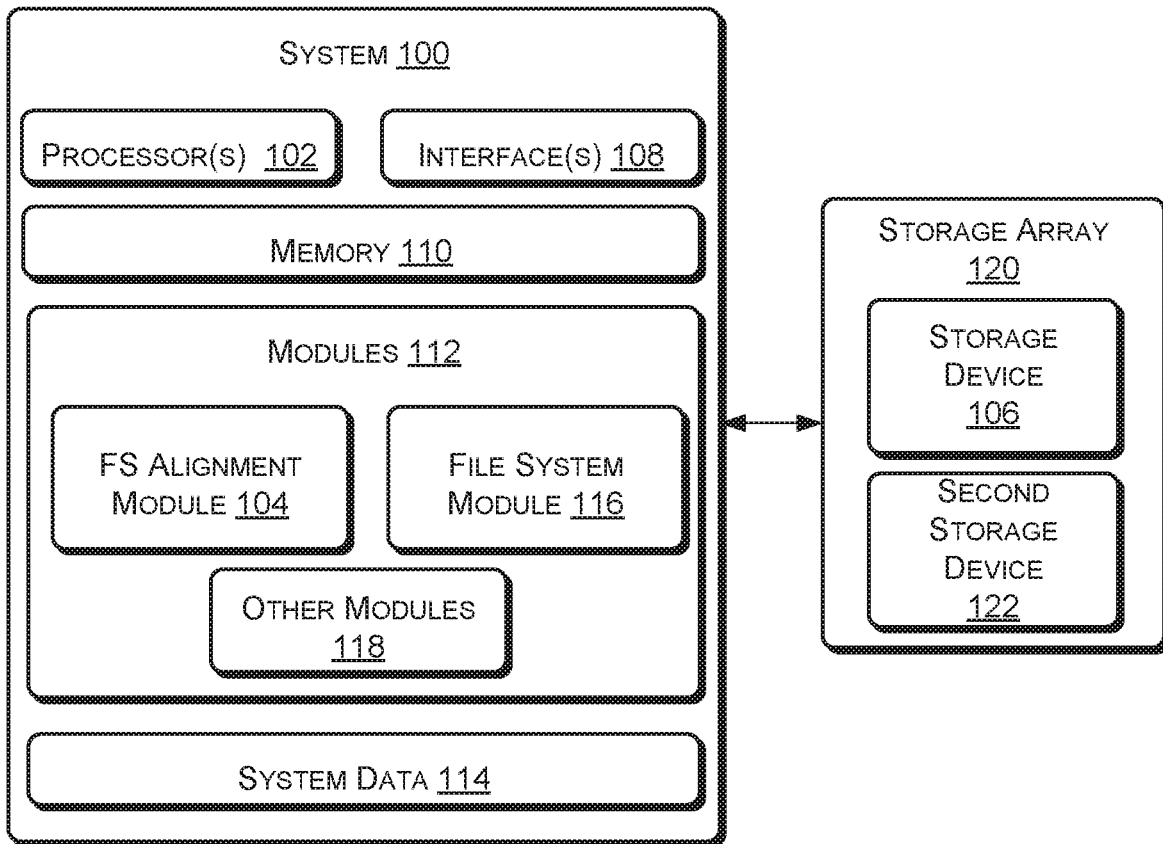 SYSTEM 100
PROCESSOR(S) 102
INTERFACE(S) 108
MEMORY 110
MODULES 112
FS ALIGNMENT
MODULE 104
FILE SYSTEM
MODULE 116
OTHER MODULES
118
SYSTEM DATA 114
STORAGE ARRAY
120
STORAGE
DEVICE
106
SECOND
STORAGE
DEVICE
122